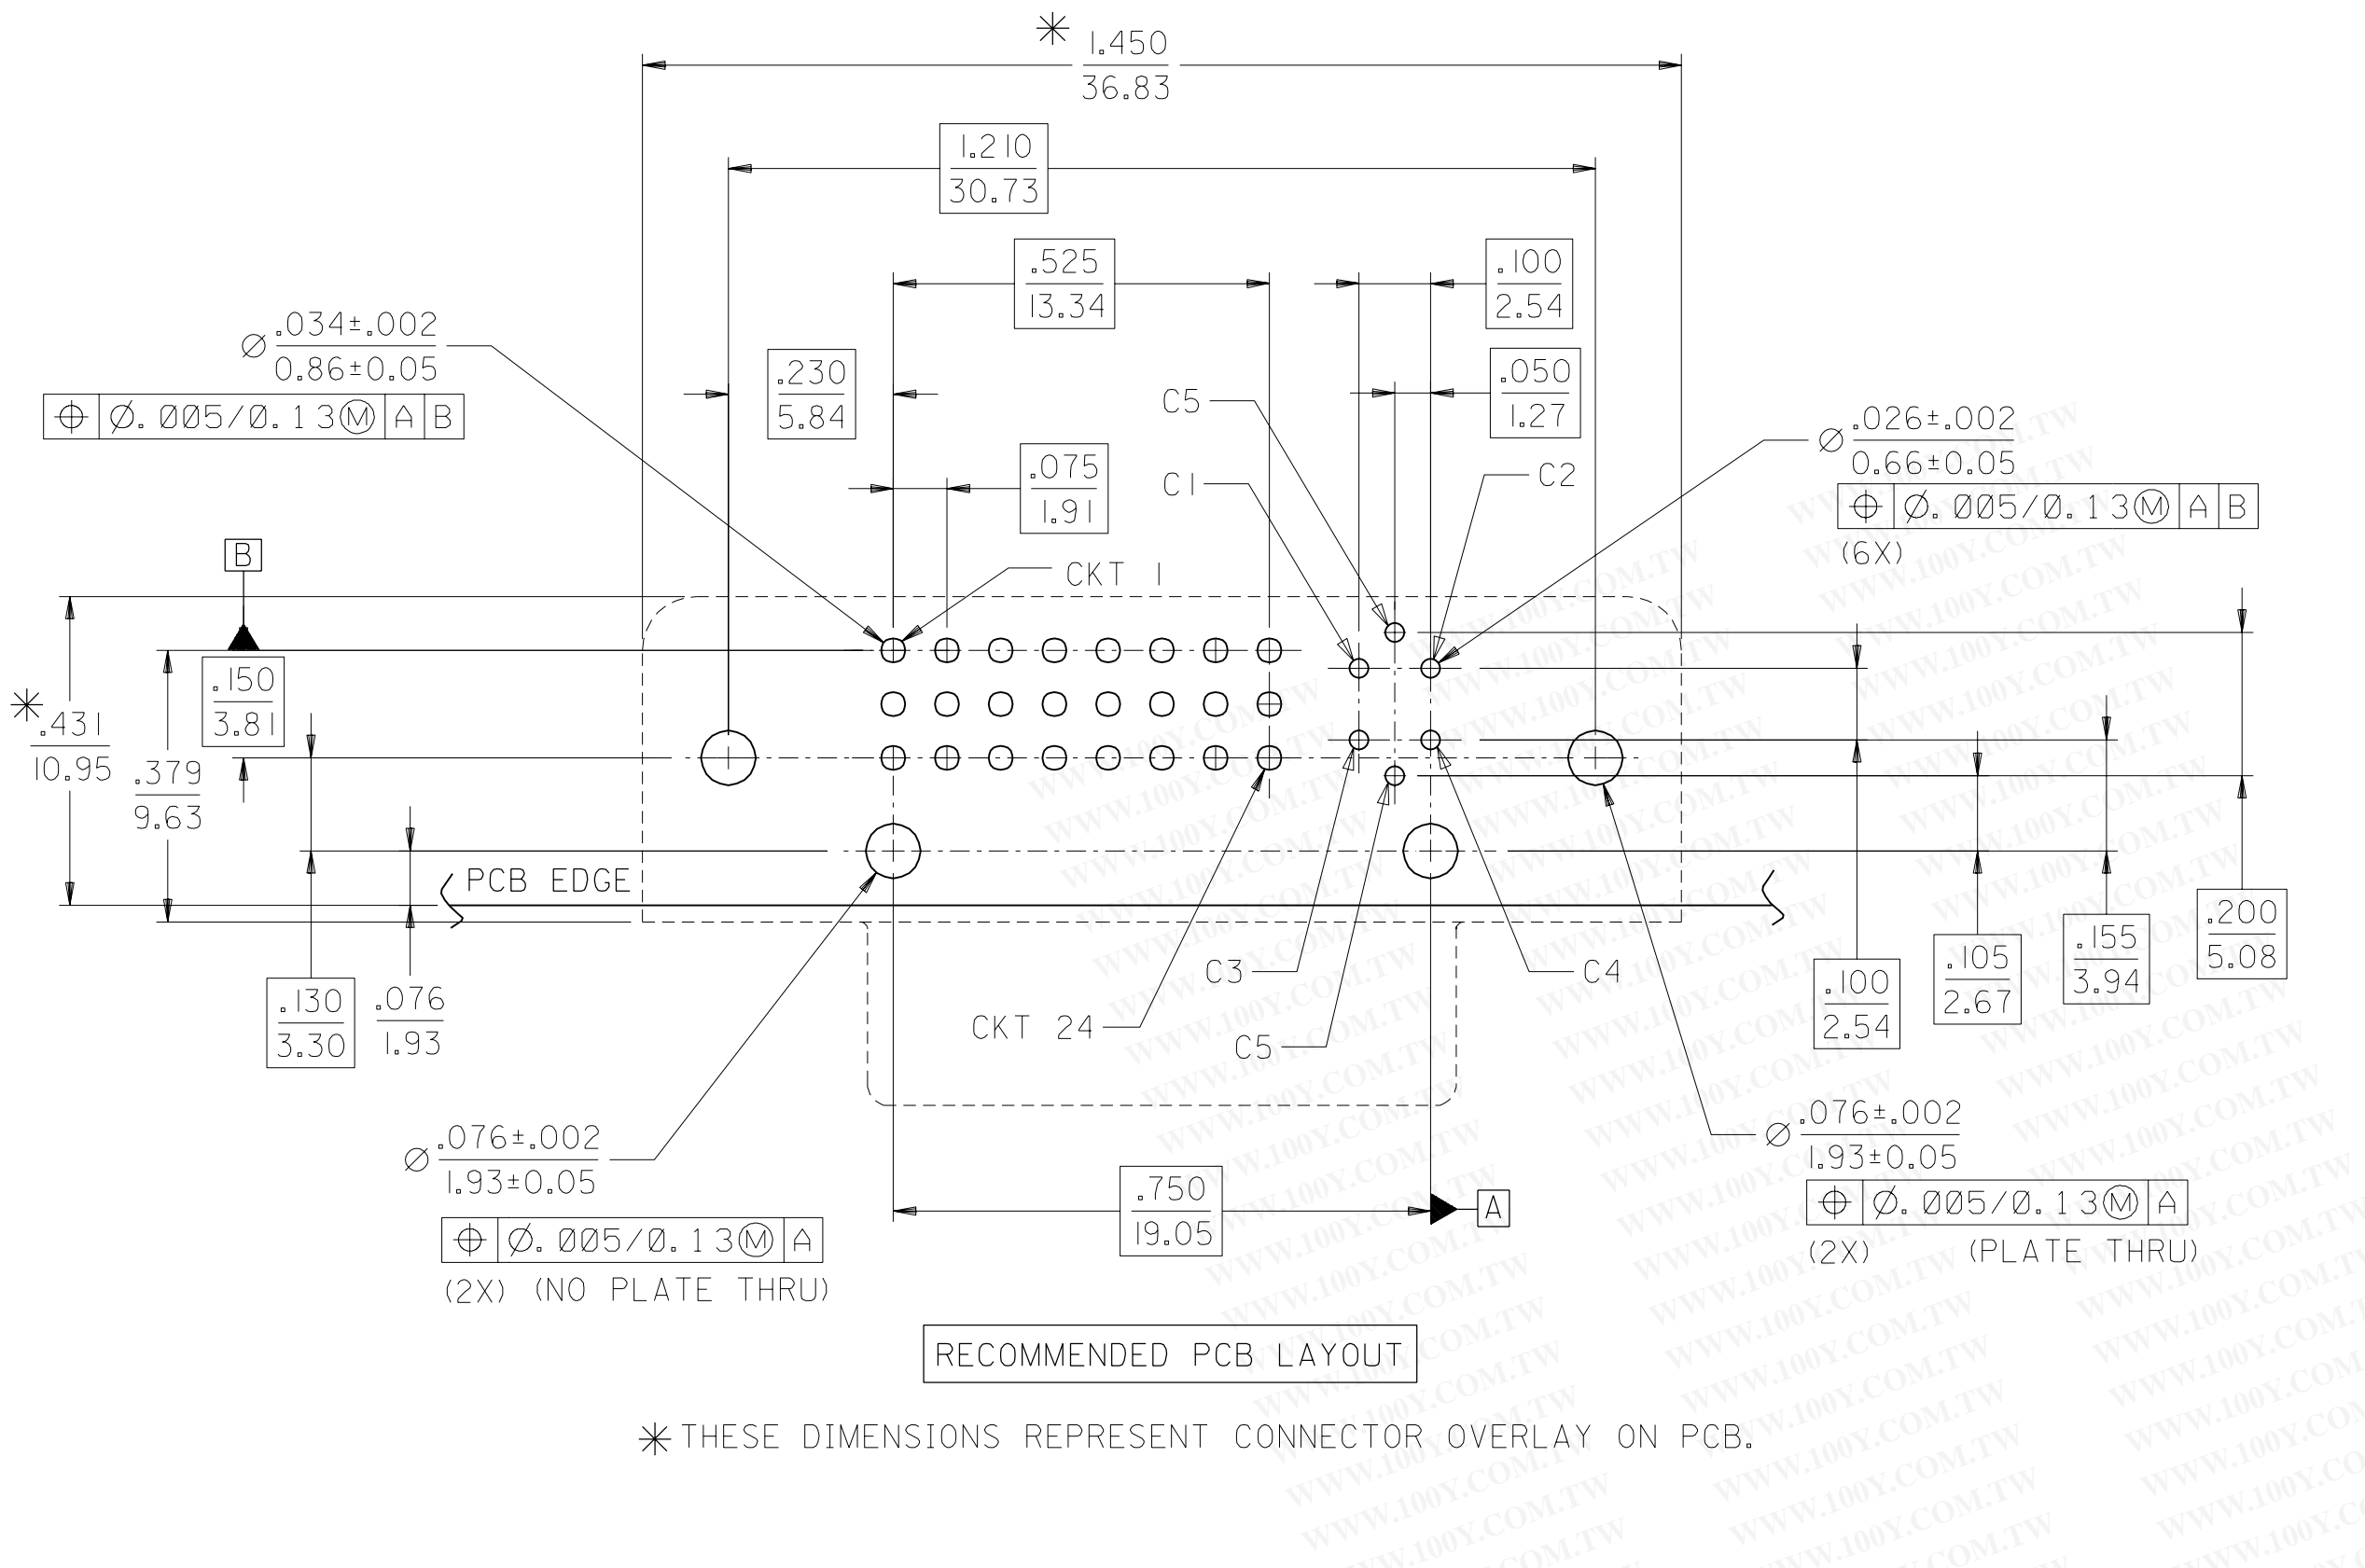 1.450
36.83
1.210
30.73
.525
13.34
.100
2.54
.034±.002
⌀
0.86±0.05
⌀.005/0.13Ⓜ A B
.230
5.84
C5
.050
1.27
.026±.002
⌀
0.66±0.05
⌀.005/0.13Ⓜ A B
(6X)
.075
1.91
C1
C2
B
CKT 1
.150
3.81
.431
10.95
.379
9.63
PCB EDGE
.130
3.30
.076
1.93
C3
C4
CKT 24
C5
.100
2.54
.105
2.67
.155
3.94
.200
5.08
.076±.002
⌀
1.93±0.05
⌀.005/0.13Ⓜ A
(2X) (NO PLATE THRU)
.750
19.05
A
.076±.002
⌀
1.93±0.05
⌀.005/0.13Ⓜ A
(2X) (PLATE THRU)
RECOMMENDED PCB LAYOUT
✳ THESE DIMENSIONS REPRESENT CONNECTOR OVERLAY ON PCB.
WWW.100Y.COM.TW